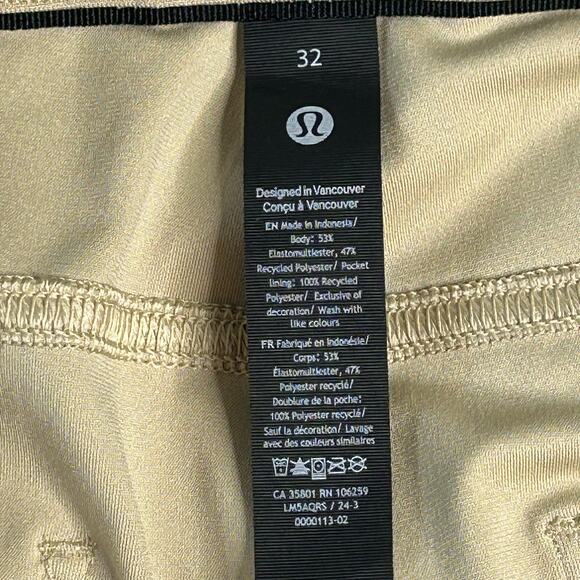 32
Designed in Vancouver
Conçu à Vancouver
EN Made in Indonesia/
Body: 53%
Elastomultiester, 47%
Recycled Polyester/ Pocket
lining: 100% Recycled
Polyester/ Exclusive of
decoration/ Wash with
like colours
FR Fabriqué en Indonésie/
Corps: 53%
Élastomultiester, 47%
Polyester recyclé/
Doublure de la poche:
100% Polyester recyclé/
Sauf la décoration/ Lavage
avec des couleurs similaires
CA 35801 RN 106259
LM5AQRS / 24-3
0000113-02